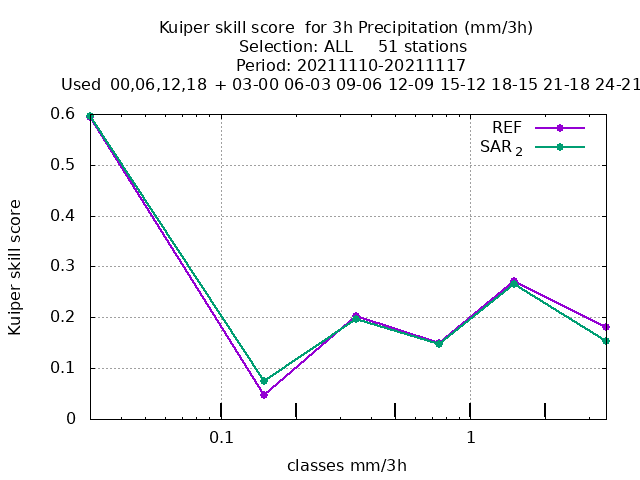 Kuiper skill score  for 3h Precipitation (mm/3h)
Selection: ALL     51 stations
Period: 20211110-20211117
Used  00,06,12,18  + 03-00 06-03 09-06 12-09 15-12 18-15 21-18 24-21
REF
SAR 2
0.6
0.5
0.4
0.3
0.2
0.1
0
Kuiper skill score
0.1
1
classes mm/3h